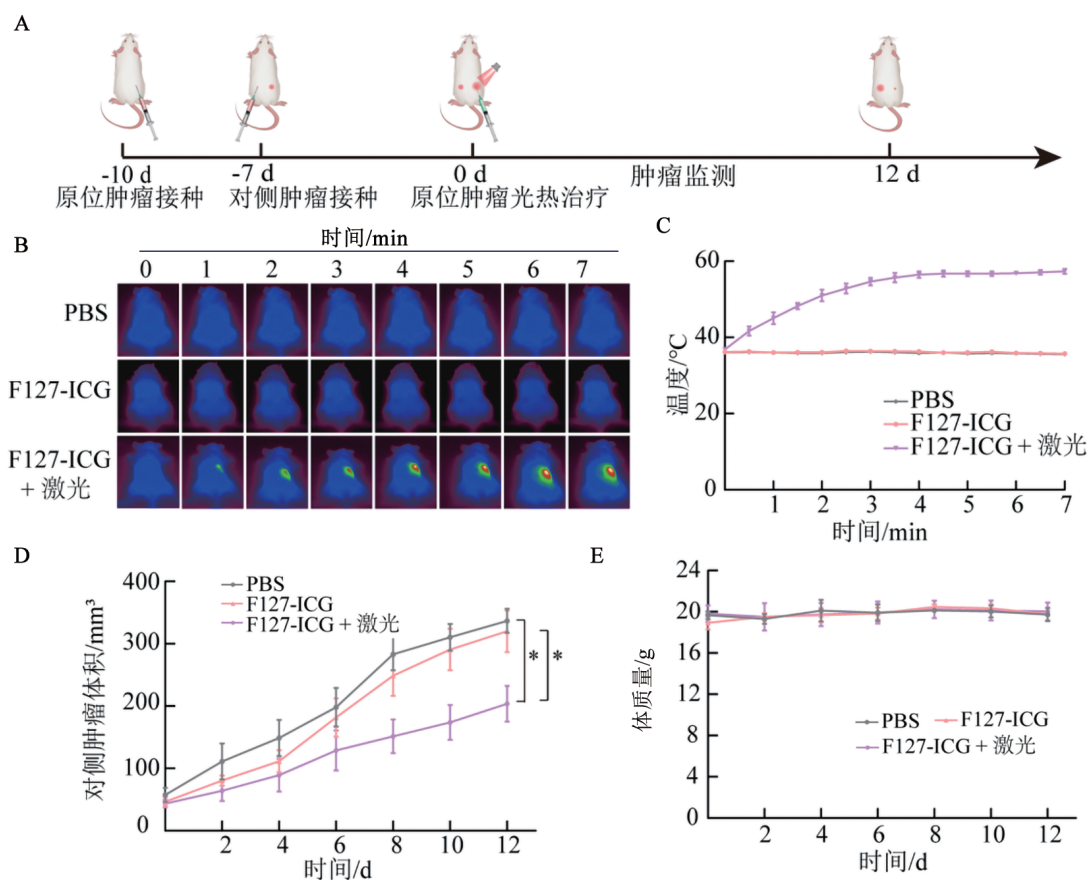 A
-10 d
-7 d
0 d
肿瘤监测
12 d
原位肿瘤接种
对侧肿瘤接种
原位肿瘤光热治疗
B
时间/min
0 1 2 3 4 5 6 7
PBS
F127-ICG
F127-ICG
+ 激光
C
60
40
20
0
温度/°C
PBS
F127-ICG
F127-ICG + 激光
1 2 3 4 5 6 7
时间/min
D
400
300
200
100
0
对侧肿瘤体积/mm³
PBS
F127-ICG
F127-ICG + 激光
*
*
2 4 6 8 10 12
时间/d
E
24
20
16
12
8
4
0
体质量/g
PBS F127-ICG
F127-ICG + 激光
2 4 6 8 10 12
时间/d